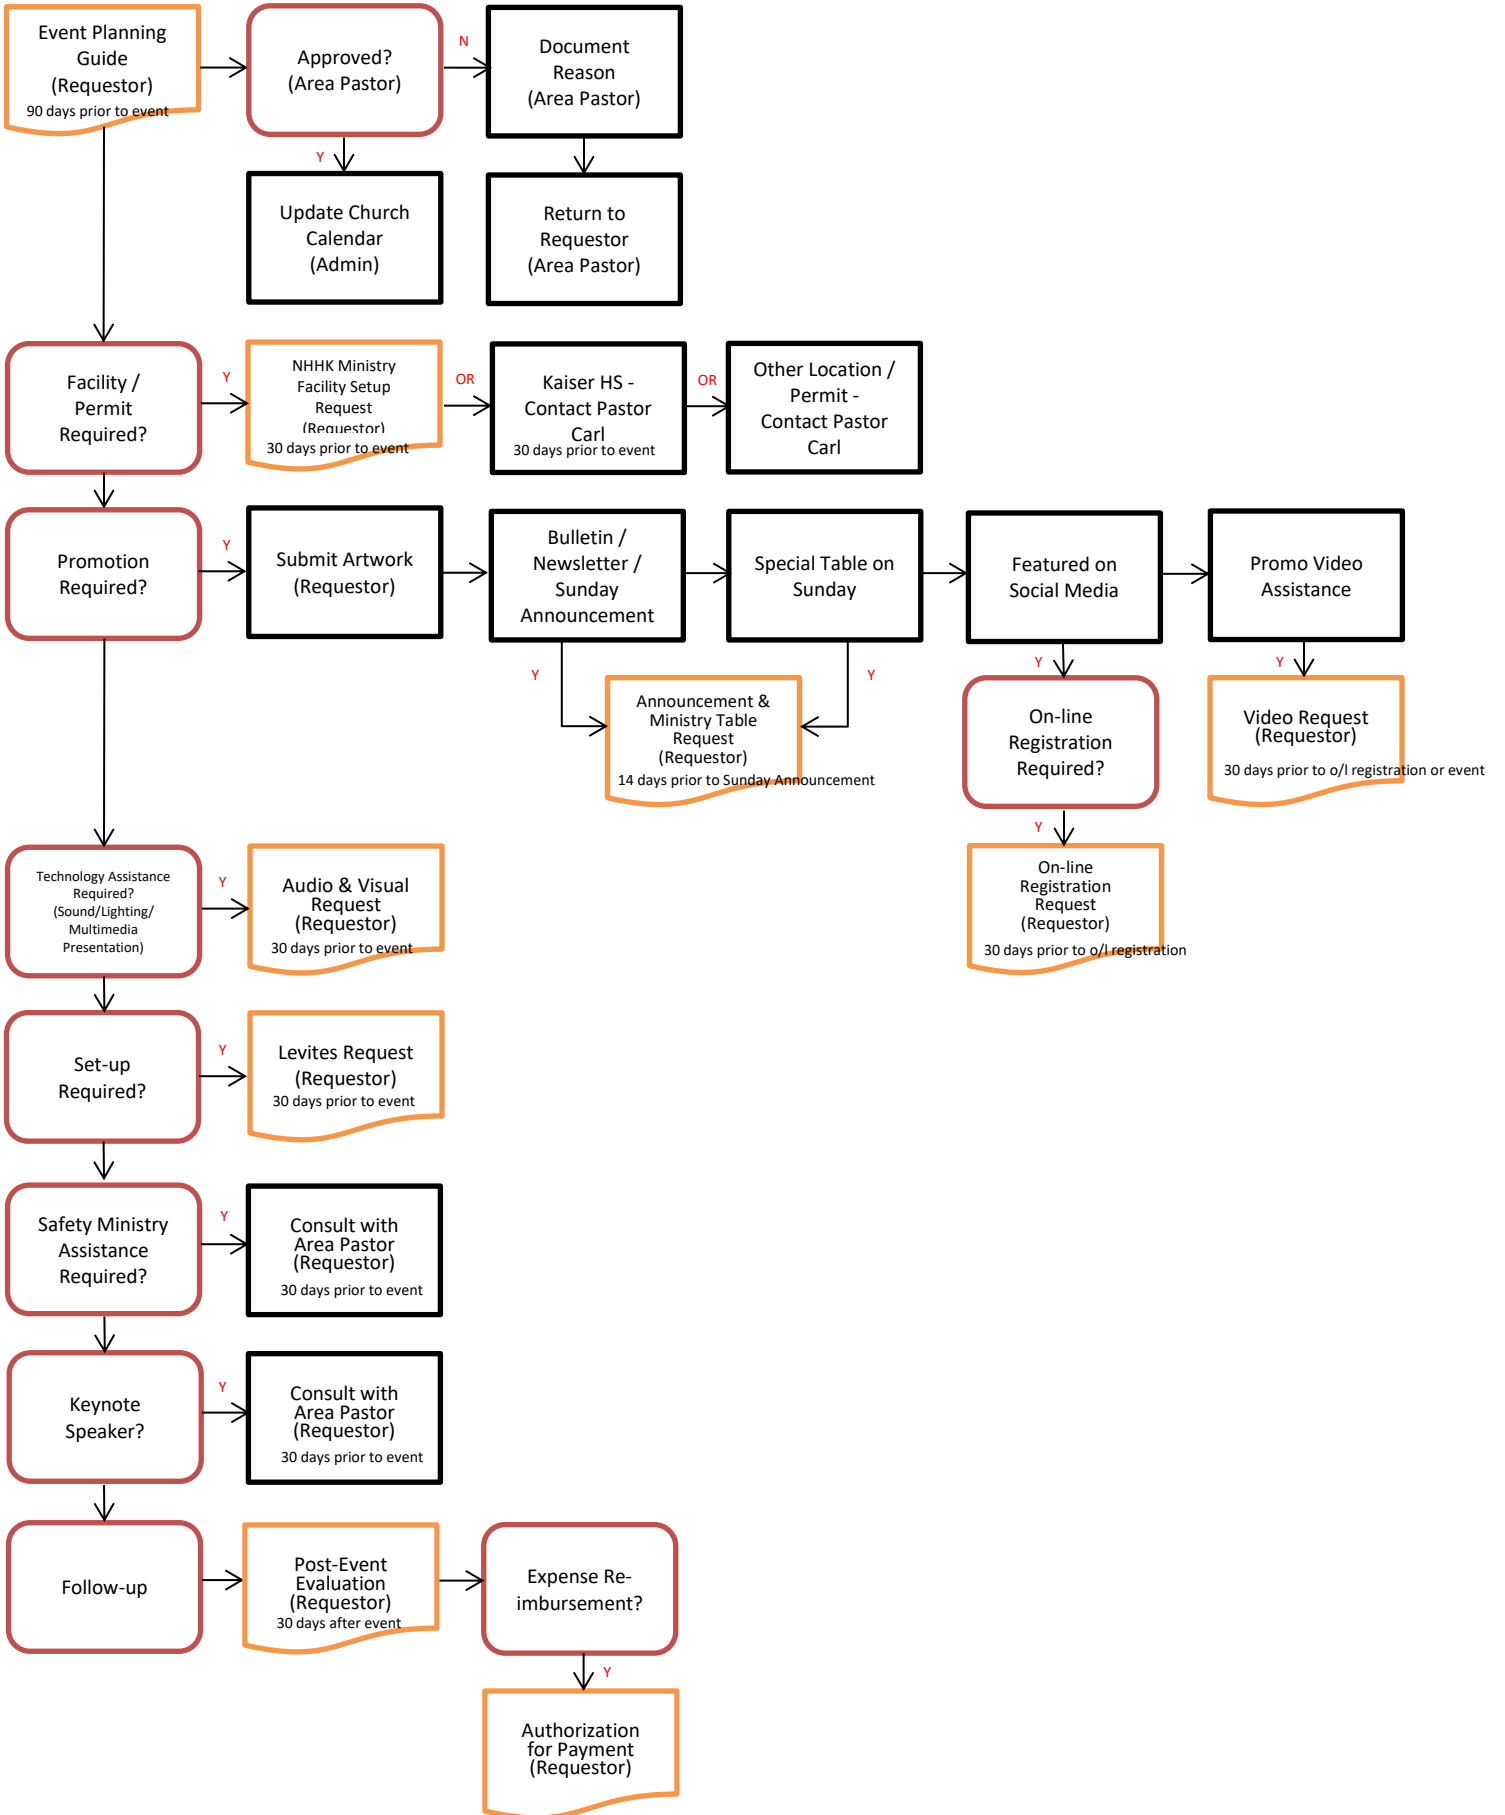 Event Planning
Guide
(Requestor)
90 days prior to event
Approved?
(Area Pastor)
N
Document
Reason
(Area Pastor)
Y
Update Church
Calendar
(Admin)
Return to
Requestor
(Area Pastor)
Facility /
Permit
Required?
Y
NHHK Ministry
Facility Setup
Request
(Requestor)
30 days prior to event
OR
Kaiser HS -
Contact Pastor
Carl
30 days prior to event
OR
Other Location /
Permit -
Contact Pastor
Carl
Promotion
Required?
Y
Submit Artwork
(Requestor)
Bulletin /
Newsletter /
Sunday
Announcement
Special Table on
Sunday
Featured on
Social Media
Promo Video
Assistance
Y
Announcement &
Ministry Table
Request
(Requestor)
14 days prior to Sunday Announcement
Y
Y
On-line
Registration
Required?
Y
Video Request
(Requestor)
30 days prior to o/l registration or event
Y
On-line
Registration
Request
(Requestor)
30 days prior to o/l registration
Technology Assistance
Required?
(Sound/Lighting/
Multimedia
Presentation)
Y
Audio & Visual
Request
(Requestor)
30 days prior to event
Set-up
Required?
Y
Levites Request
(Requestor)
30 days prior to event
Safety Ministry
Assistance
Required?
Y
Consult with
Area Pastor
(Requestor)
30 days prior to event
Keynote
Speaker?
Y
Consult with
Area Pastor
(Requestor)
30 days prior to event
Follow-up
Post-Event
Evaluation
(Requestor)
30 days after event
Expense Re-
imbursement?
Y
Authorization
for Payment
(Requestor)